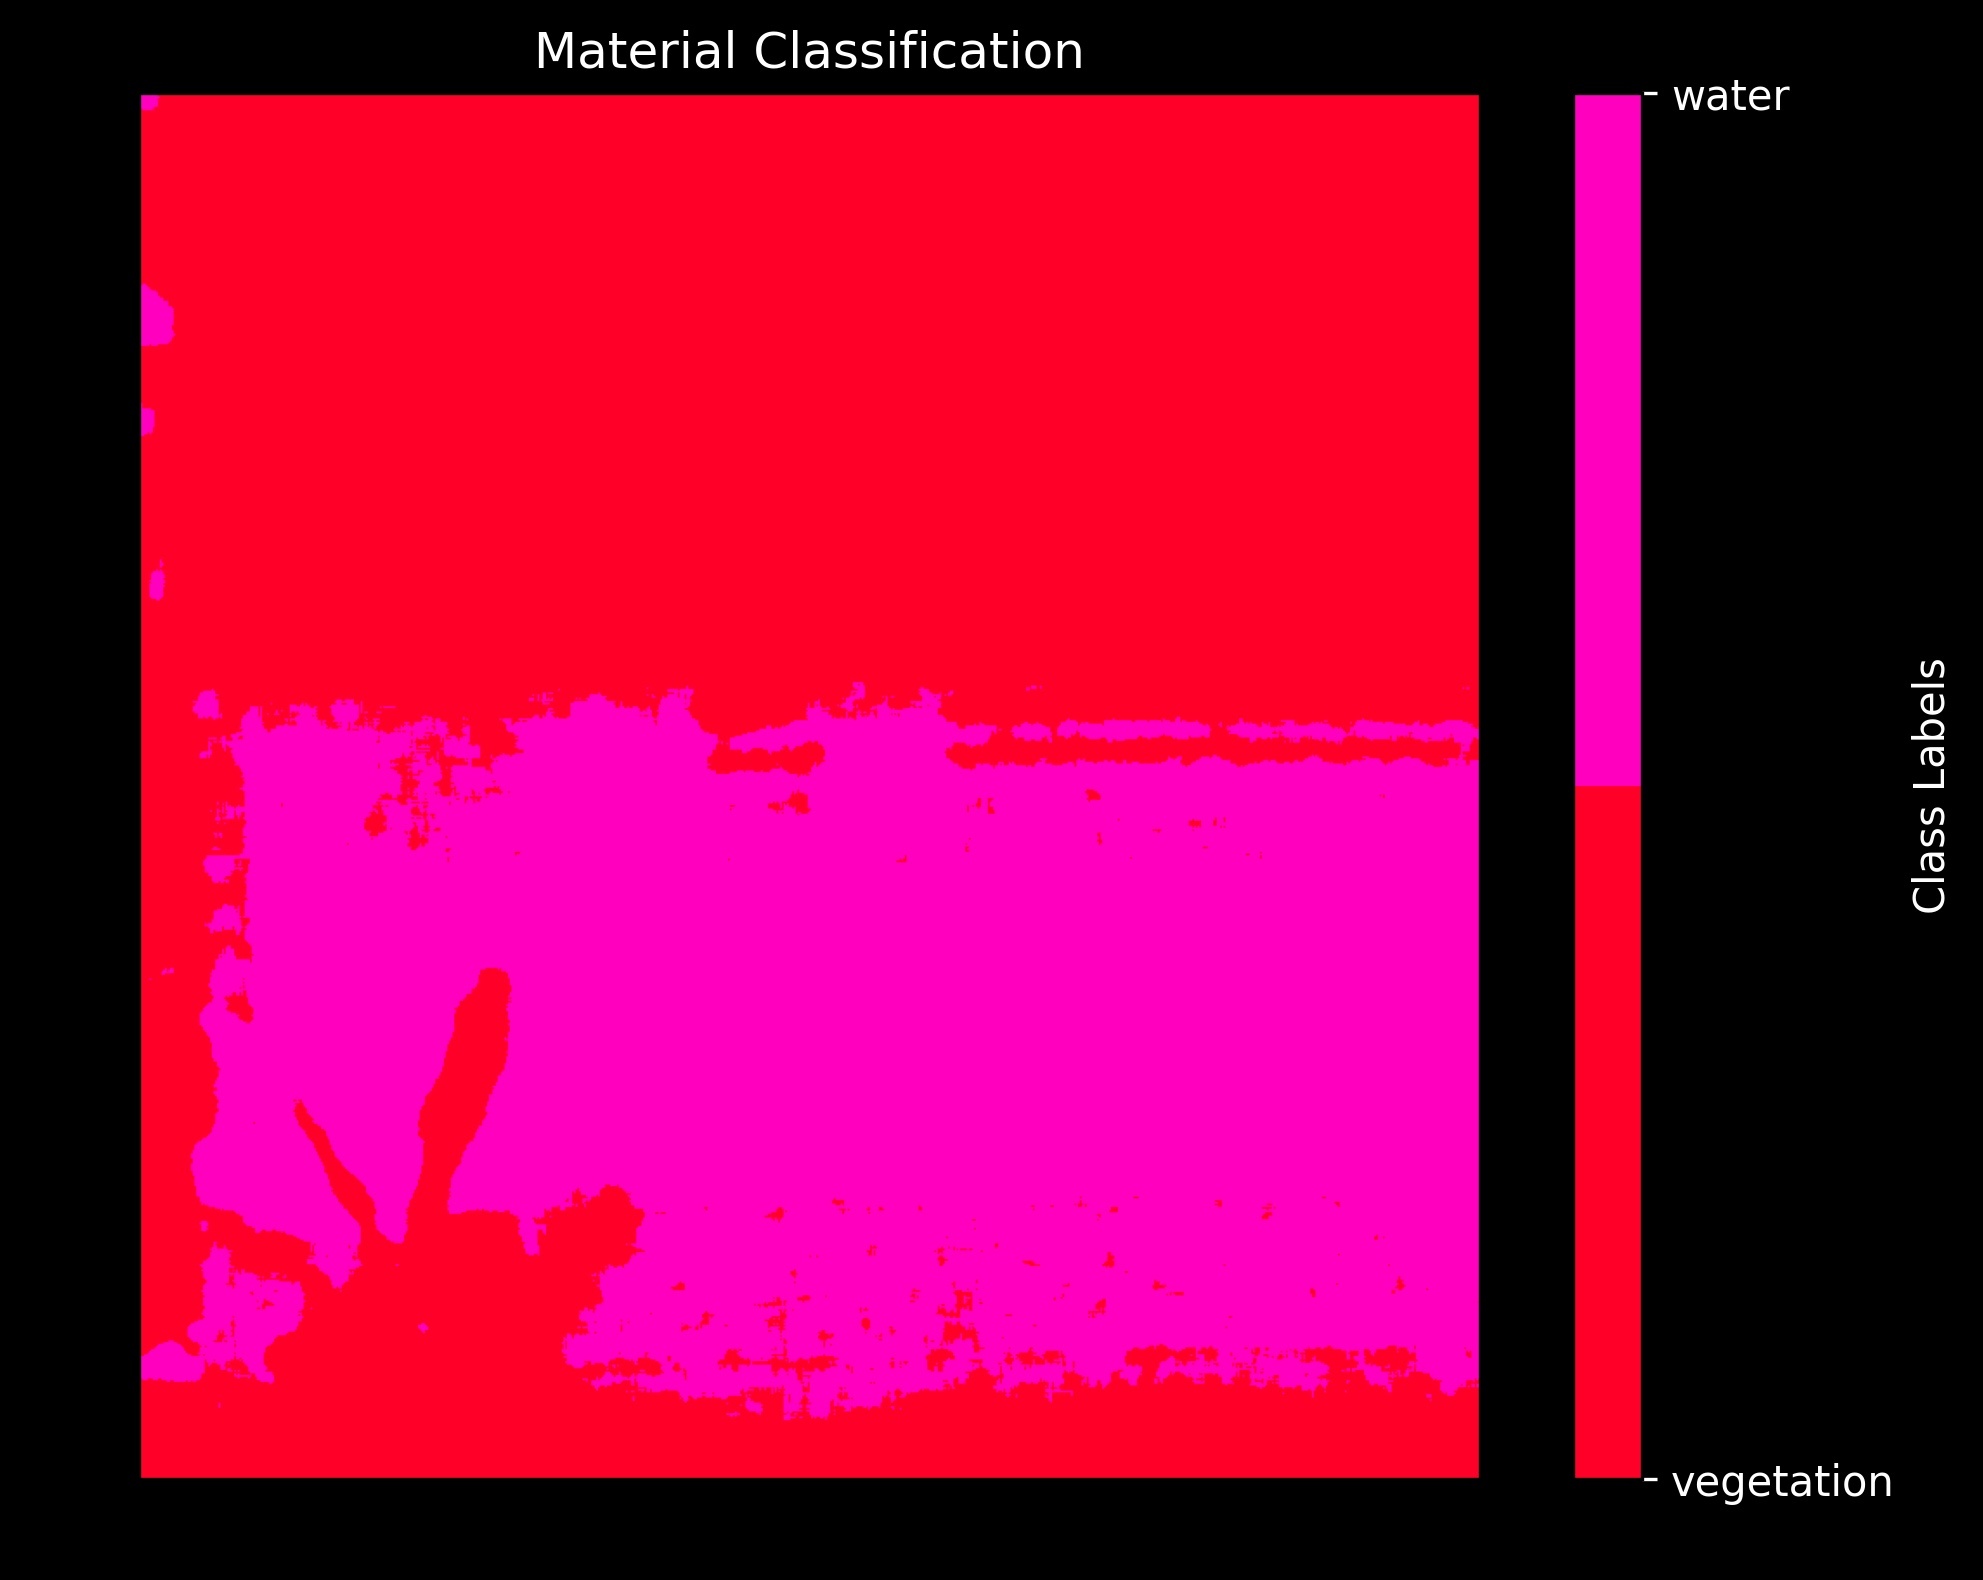 Material Classification
water
Class Labels
vegetation